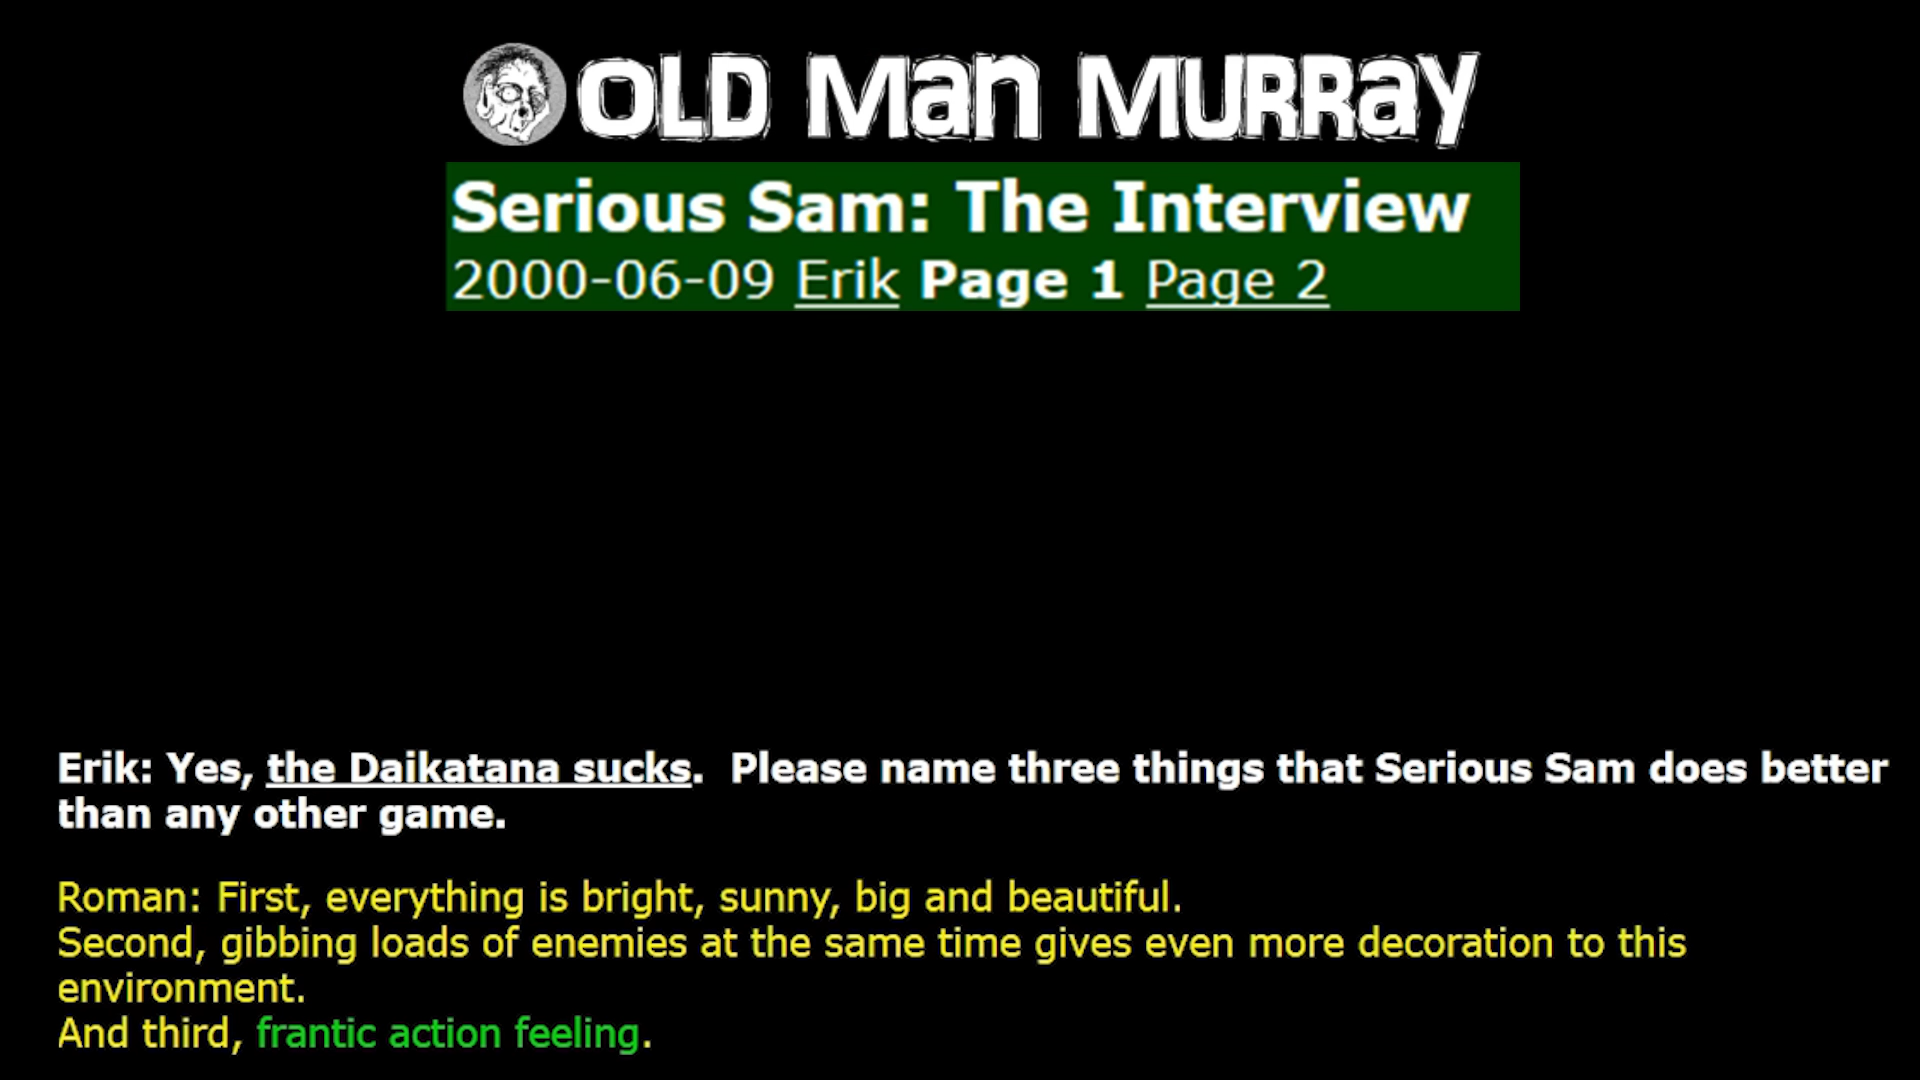 OLD MAN MURRAY
Serious Sam: The Interview
2000-06-09 Erik Page 1 Page 2
Erik: Yes, the Daikatana sucks.  Please name three things that Serious Sam does better
than any other game.
Roman: First, everything is bright, sunny, big and beautiful.
Second, gibbing loads of enemies at the same time gives even more decoration to this
environment.
And third, frantic action feeling.